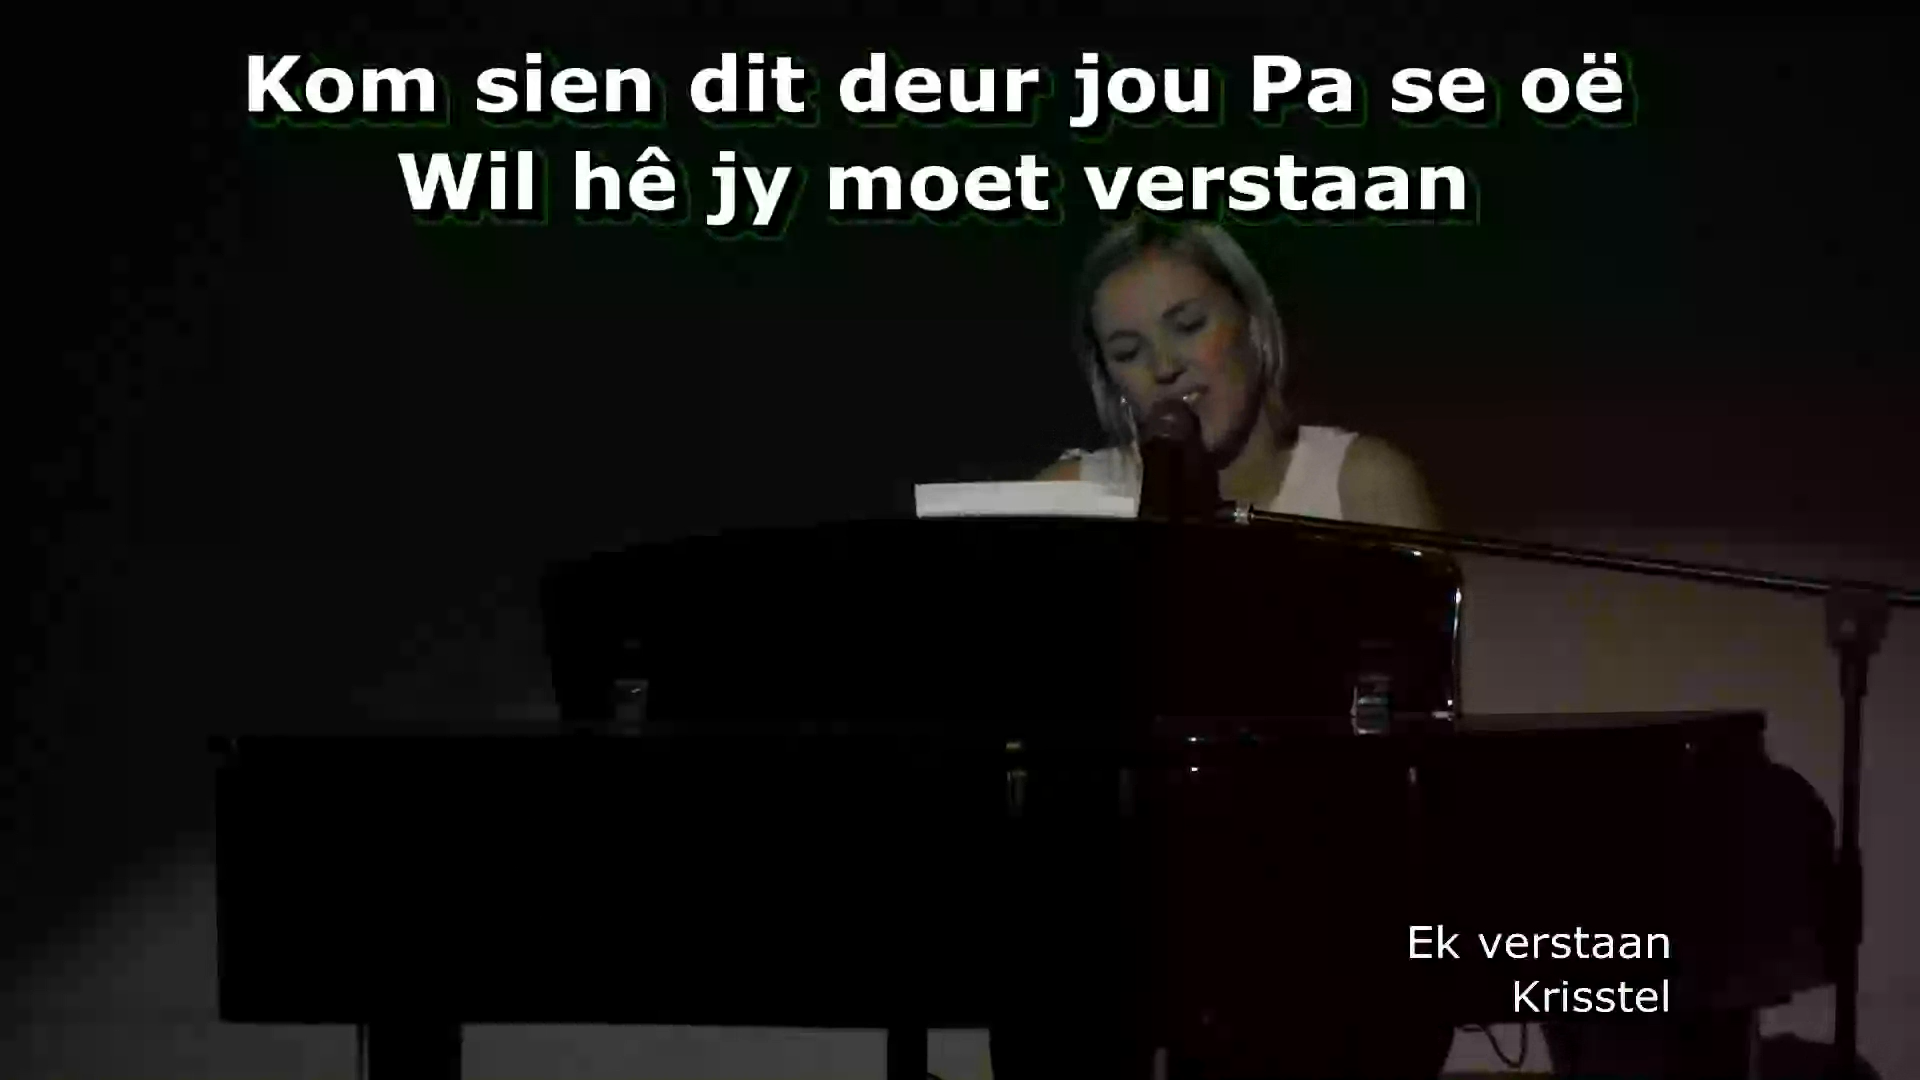 Kom sien dit deur jou Pa se oë
Wil hê jy moet verstaan
Ek verstaan
Krisstel